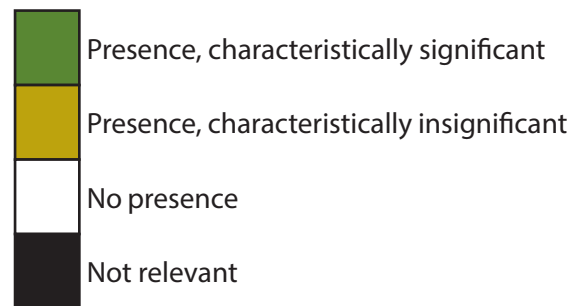 Presence, characteristically significant
Presence, characteristically insignificant
No presence
Not relevant